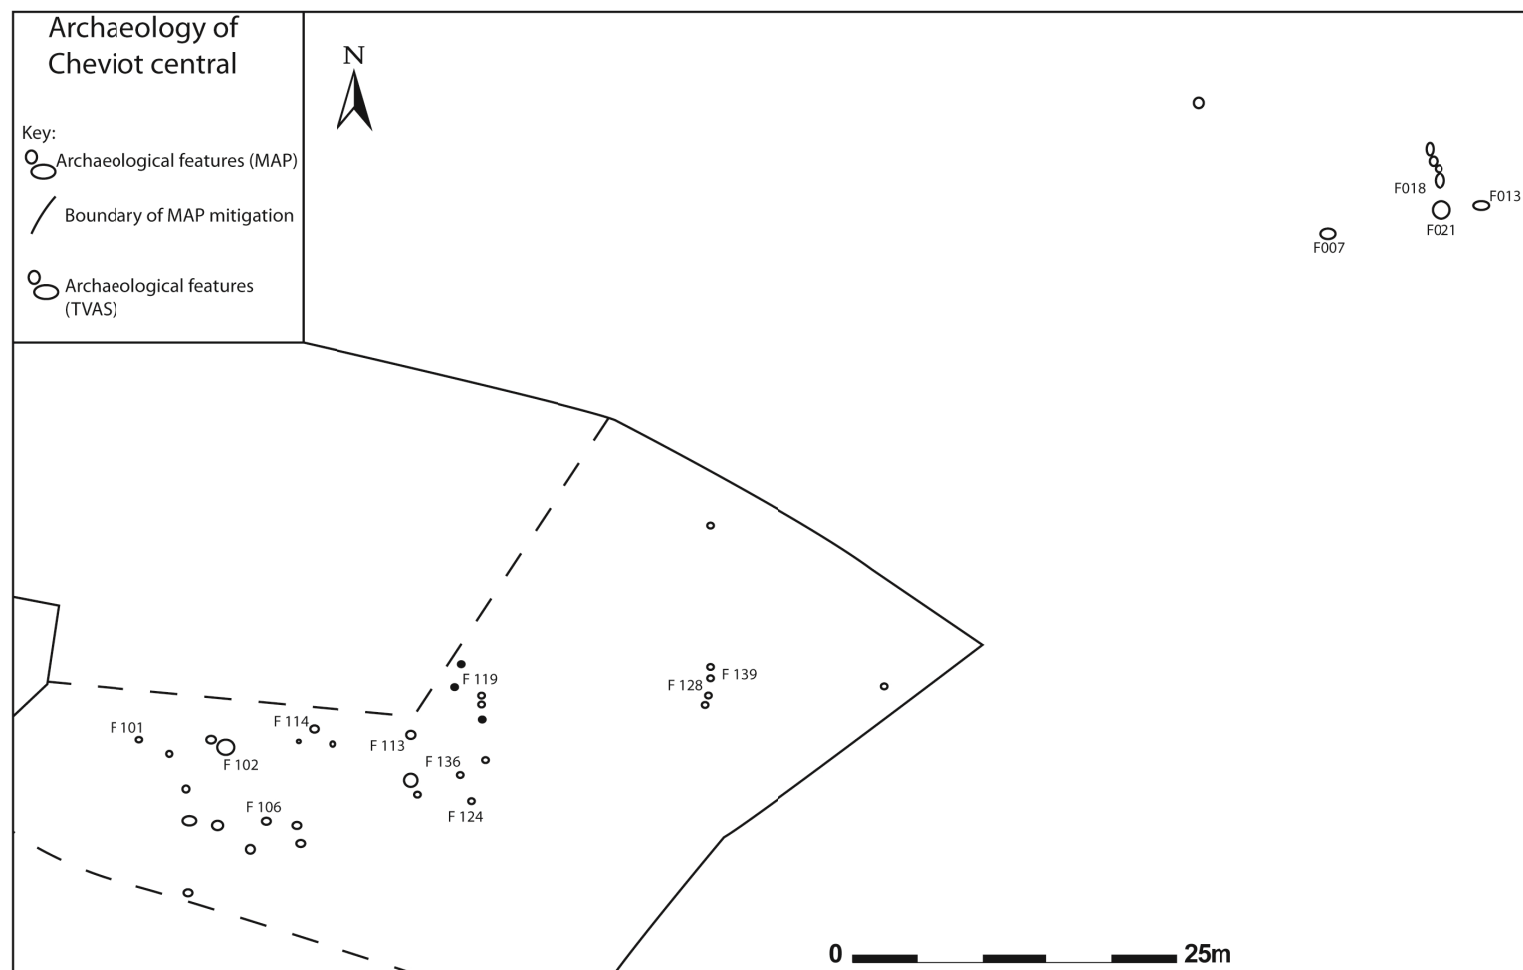 Archaeology of
Cheviot central
N
Key:
Archaeological features (MAP)
Boundary of MAP mitigation
Archaeological features
(TVAS)
F018
F013
F021
F007
F 119
F 139
F 128
F 101
F 114
F 113
F 102
F 136
F 106
F 124
0
25m